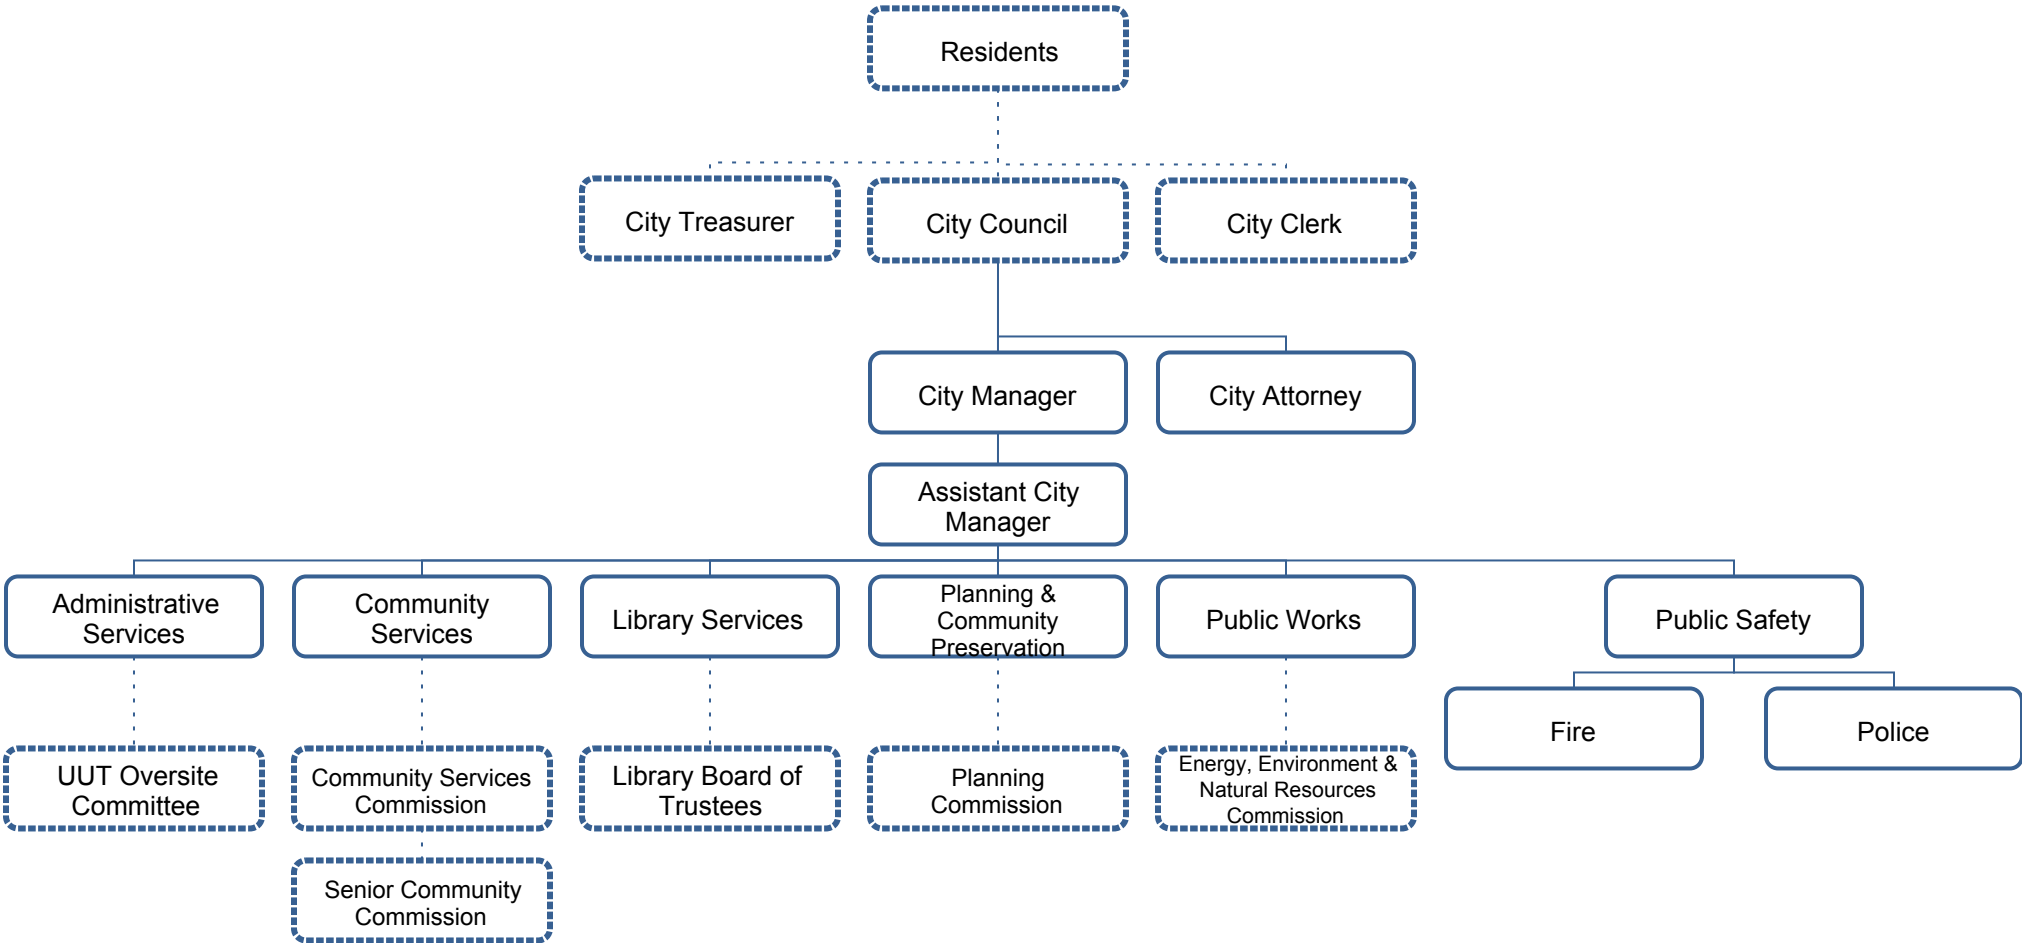 Residents
City Treasurer
City Council
City Clerk
City Manager
City Attorney
Assistant City
Manager
Administrative
Services
Community
Services
Library Services
Planning &
Community
Preservation
Public Works
Public Safety
Fire
Police
UUT Oversite
Committee
Community Services
Commission
Library Board of
Trustees
Planning
Commission
Energy, Environment &
Natural Resources
Commission
Senior Community
Commission